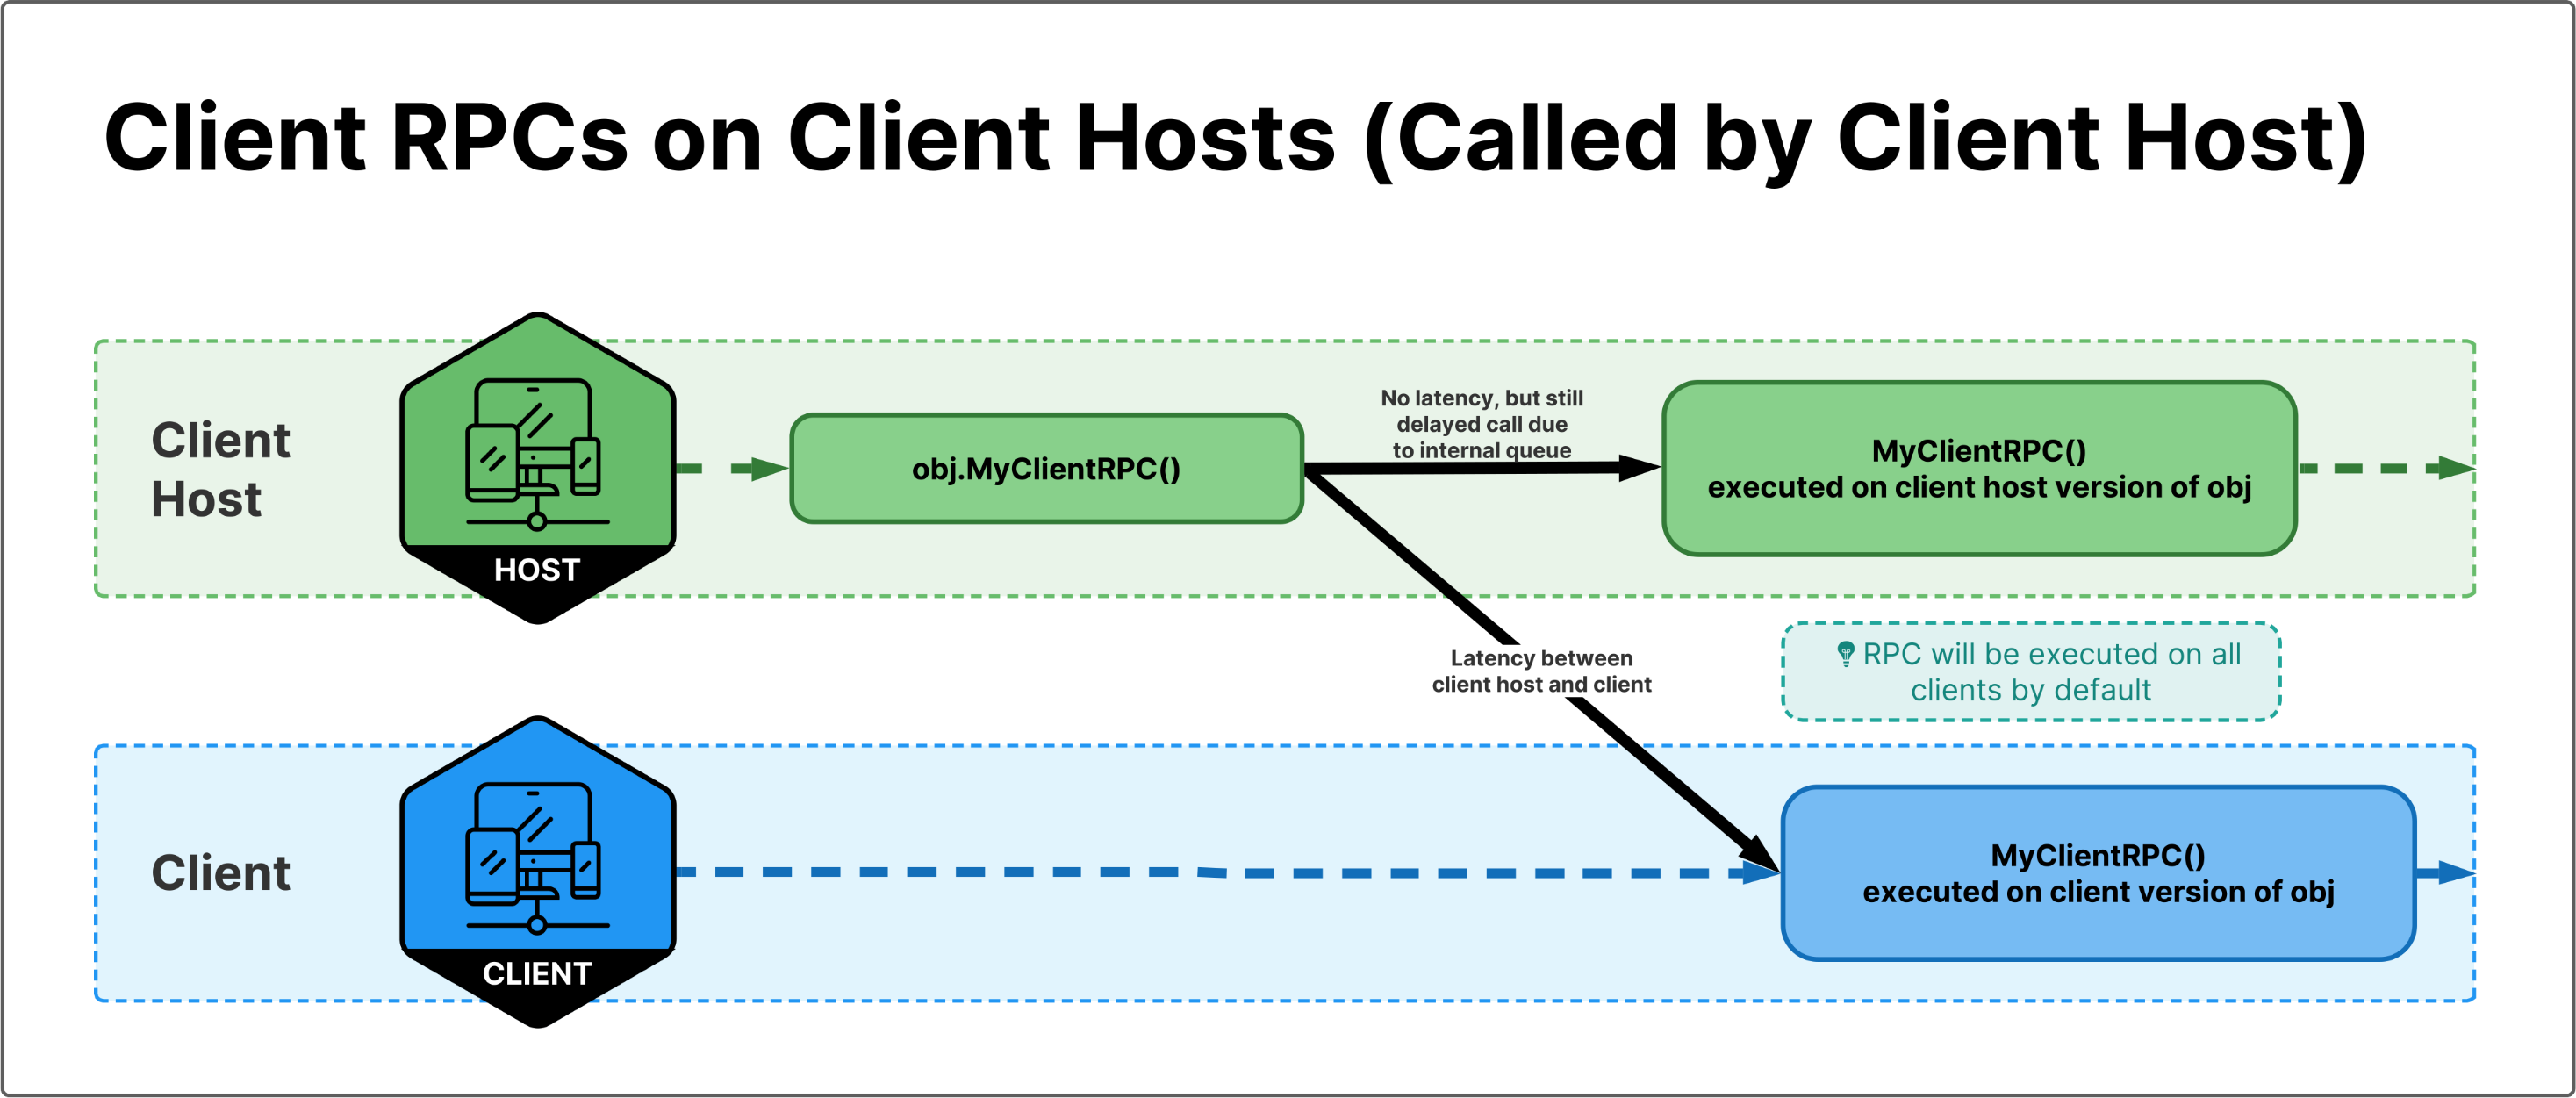 Client RPCs on Client Hosts (Called by Client Host)
Client
Host
HOST
obj.MyClientRPC()
No latency, but still
delayed call due
to internal queue
MyClientRPC()
executed on client host version of obj
Latency between
client host and client
RPC will be executed on all
clients by default
Client
CLIENT
MyClientRPC()
executed on client version of obj